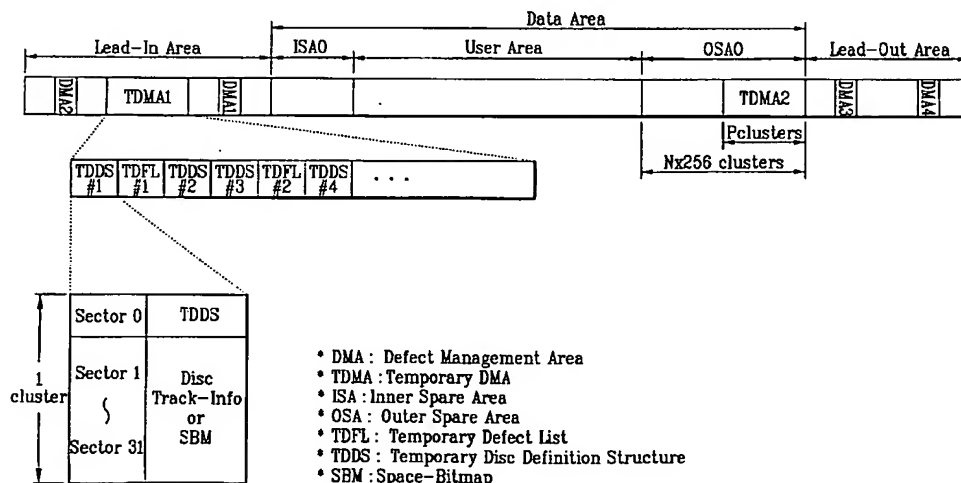 Data Area
Lead-In Area
ISA0
User Area
OSA0
Lead-Out Area
DMA2
TDMA1
DMA1
TDMA2
DMA3
DMA4
Pclusters
Nx256 clusters
TDDS #1
TDFL #1
TDDS #2
TDDS #3
TDFL #2
TDDS #4
...
1 cluster
Sector 0
TDDS
Sector 1
Sector 31
Disc
Track-Info
or
SBM
* DMA : Defect Management Area
* TDMA : Temporary DMA
* ISA : Inner Spare Area
* OSA : Outer Spare Area
* TDFL : Temporary Defect List
* TDDS : Temporary Disc Definition Structure
* SBM : Space-Bitmap